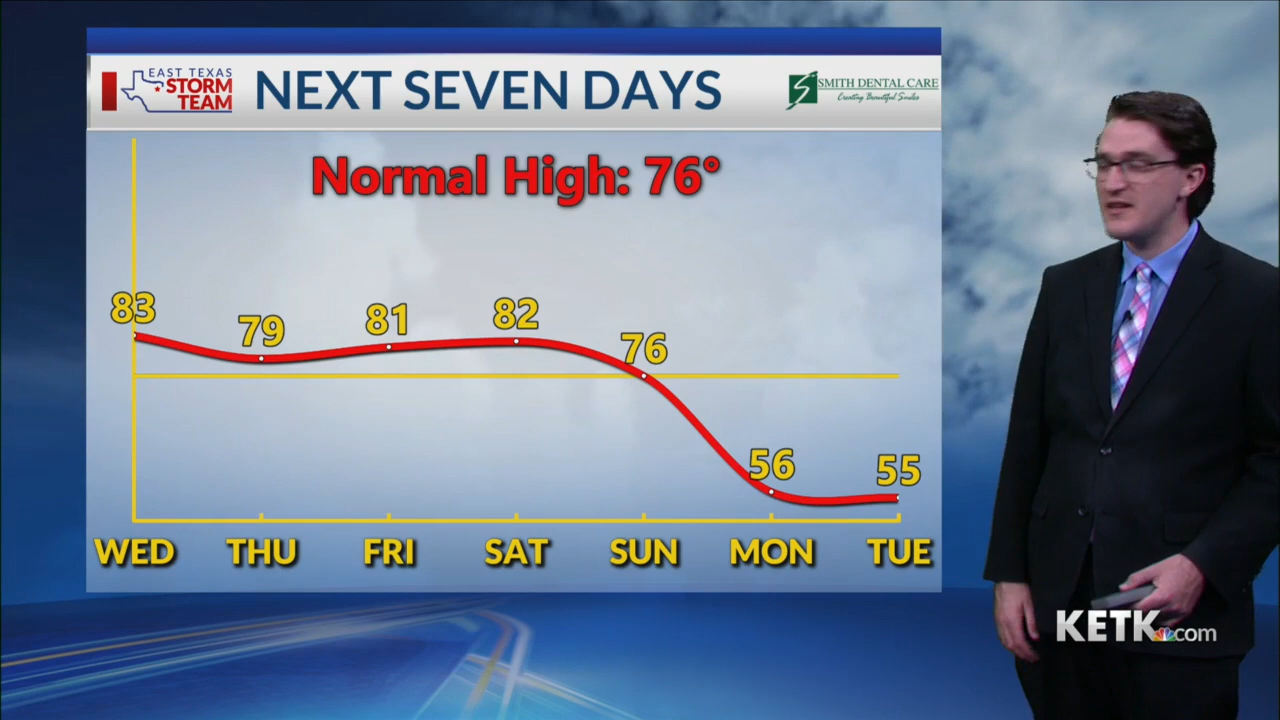 EAST TEXAS
STORM
TEAM
NEXT SEVEN DAYS
SMITH DENTAL CARE
Creating Beautiful Smiles
Normal High: 76°
83 79 81 82 76 56 55
WED THU FRI SAT SUN MON TUE
KETK.com